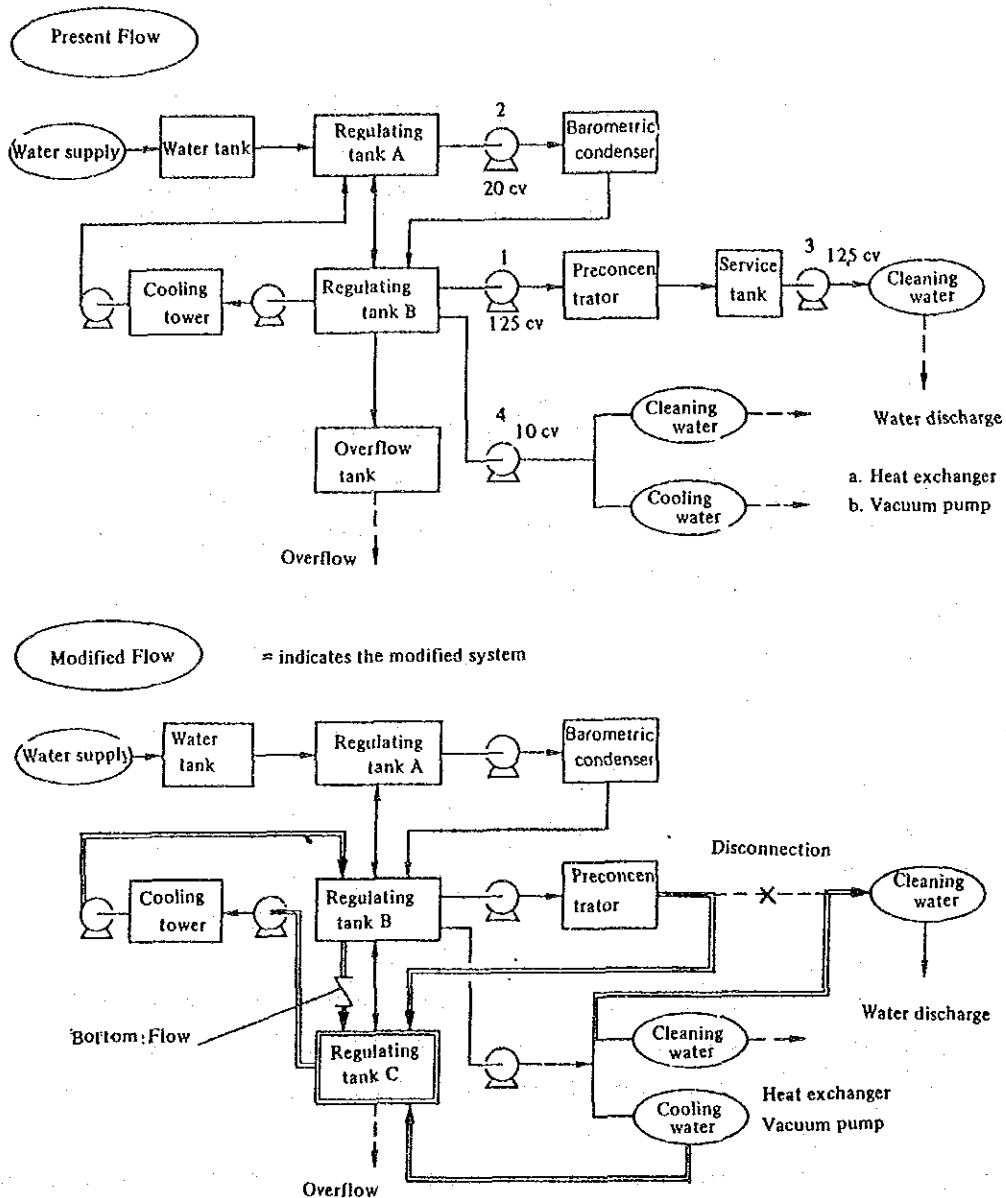 Present Flow
Water supply
Water tank
Regulating
tank A
2
20 cv
Barometric
condenser
Cooling
tower
Regulating
tank B
1
125 cv
Preconcen
trator
Service
tank
3
125 cv
Cleaning
water
Water discharge
Overflow
tank
Overflow
4
10 cv
Cleaning
water
Cooling
water
a. Heat exchanger
b. Vacuum pump
Modified Flow
= indicates the modified system
Water supply
Water
tank
Regulating
tank A
Barometric
condenser
Cooling
tower
Regulating
tank B
Preconcen
trator
Disconnection
Cleaning
water
Water discharge
Bottom Flow
Regulating
tank C
Cleaning
water
Cooling
water
Heat exchanger
Vacuum pump
Overflow